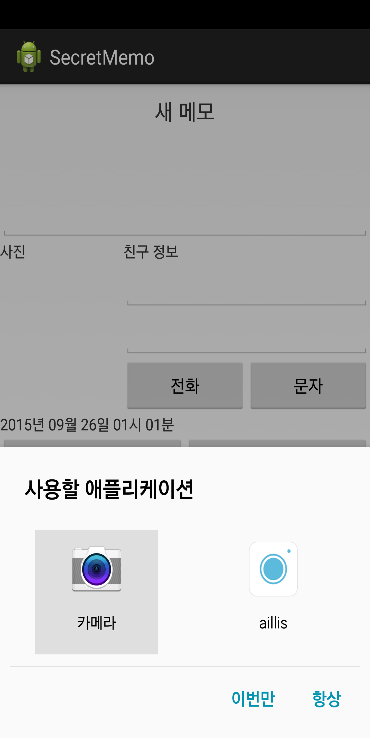 SecretMemo
새 메모
사진 친구 정보
전화 문자
2015년 09월 26일 01시 01분
사용할 애플리케이션
카메라 aillis
이번만 항상